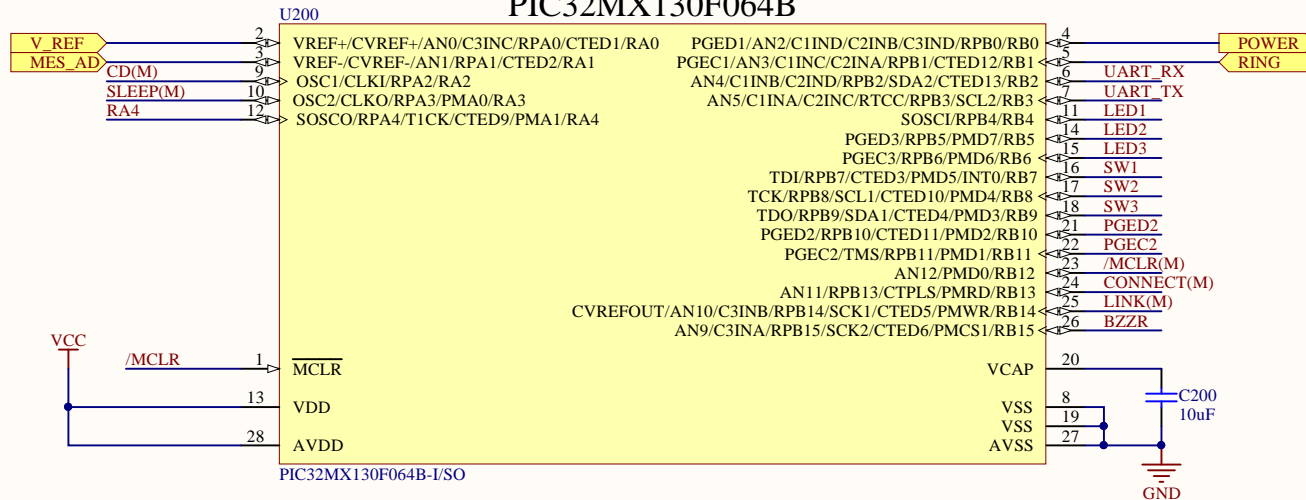 PIC32MX130F064B
U200
V_REF 2 VREF+/CVREF+/AN0/C3INC/RPA0/CTED1/RA0 PGED1/AN2/C1IND/C2INB/C3IND/RPB0/RB0 4 POWER
MES_AD 3 VREF-/CVREF-/AN1/RPA1/CTED2/RA1 PGEC1/AN3/C1INC/C2INA/RPB1/CTED12/RB1 5 RING
CD(M) 9 OSC1/CLKI/RPA2/RA2 AN4/C1INB/C2IND/RPB2/SDA2/CTED13/RB2 6 UART_RX
SLEEP(M) 10 OSC2/CLKO/RPA3/PMA0/RA3 AN5/C1INA/C2INC/RTCC/RPB3/SCL2/RB3 7 UART_TX
RA4 12 SOSCO/RPA4/T1CK/CTED9/PMA1/RA4 SOSCI/RPB4/RB4 11 LED1
PGED3/RPB5/PMD7/RB5 14 LED2
PGEC3/RPB6/PMD6/RB6 15 LED3
TDI/RPB7/CTED3/PMD5/INT0/RB7 16 SW1
TCK/RPB8/SCL1/CTED10/PMD4/RB8 17 SW2
TDO/RPB9/SDA1/CTED4/PMD3/RB9 18 SW3
PGED2/RPB10/CTED11/PMD2/RB10 21 PGED2
PGEC2/TMS/RPB11/PMD1/RB11 22 PGEC2
AN12/PMD0/RB12 23 /MCLR(M)
AN11/RPB13/CTPLS/PMRD/RB13 24 CONNECT(M)
CVREFOUT/AN10/C3INB/RPB14/SCK1/CTED5/PMWR/RB14 25 LINK(M)
AN9/C3INA/RPB15/SCK2/CTED6/PMCS1/RB15 26 BZZR
VCC
/MCLR 1 MCLR VCAP 20
C200
13 VDD VSS 8 10uF
VSS 19
28 AVDD AVSS 27
PIC32MX130F064B-I/SO
GND